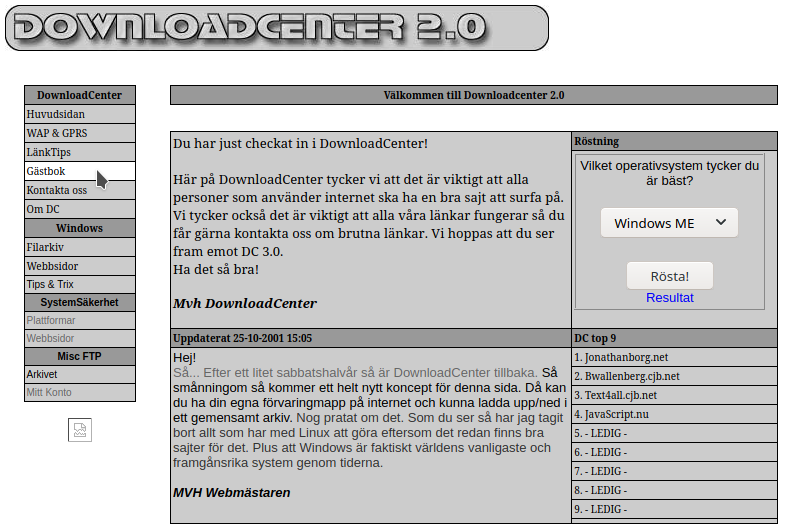 DOWNLOADCENTER 2.0
DownloadCenter
Huvudsidan
WAP & GPRS
LänkTips
Gästbok
Kontakta oss
Om DC
Windows
Filarkiv
Webbsidor
Tips & Trix
SystemSäkerhet
Plattformar
Webbsidor
Misc FTP
Arkivet
Mitt Konto
Välkommen till Downloadcenter 2.0
Du har just checkat in i DownloadCenter!
Här på DownloadCenter tycker vi att det är viktigt att alla
personer som använder internet ska ha en bra sajt att surfa på.
Vi tycker också det är viktigt att alla våra länkar fungerar så du
får gärna kontakta oss om brutna länkar. Vi hoppas att du ser
fram emot DC 3.0.
Ha det så bra!
Mvh DownloadCenter
Röstning
Vilket operativsystem tycker du
är bäst?
Windows ME
Rösta!
Resultat
Uppdaterat 25-10-2001 15:05
Hej!
Så... Efter ett litet sabbatshalvår så är DownloadCenter tillbaka. Så
småningom så kommer ett helt nytt koncept för denna sida. Då kan
du ha din egna förvaringmapp på internet och kunna ladda upp/ned i
ett gemensamt arkiv. Nog pratat om det. Som du ser så har jag tagit
bort allt som har med Linux att göra eftersom det redan finns bra
sajter för det. Plus att Windows är faktiskt världens vanligaste och
framgånsrika system genom tiderna.
MVH Webmästaren
DC top 9
1. Jonathanborg.net
2. Bwallenberg.cjb.net
3. Text4all.cjb.net
4. JavaScript.nu
5. - LEDIG -
6. - LEDIG -
7. - LEDIG -
8. - LEDIG -
9. - LEDIG -